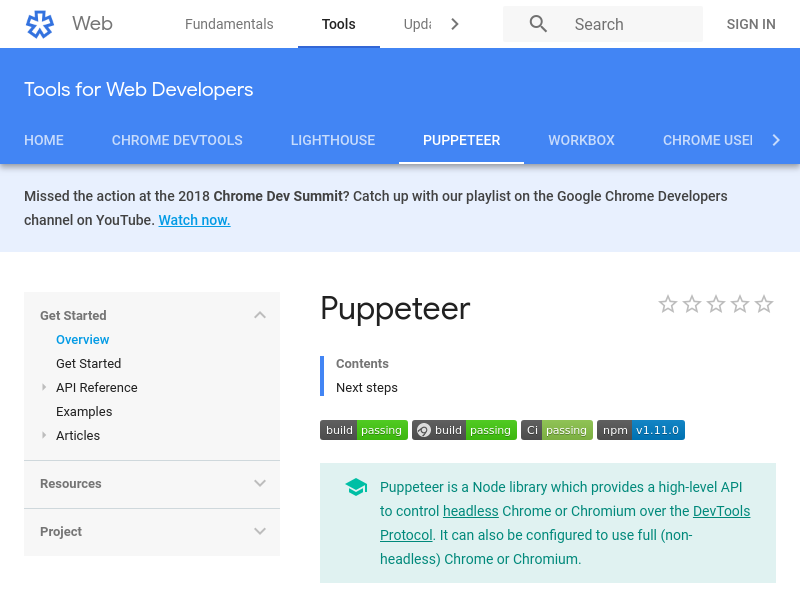 Web
Fundamentals
Tools
Upda
Search
SIGN IN
Tools for Web Developers
HOME
CHROME DEVTOOLS
LIGHTHOUSE
PUPPETEER
WORKBOX
CHROME USE
Missed the action at the 2018 Chrome Dev Summit? Catch up with our playlist on the Google Chrome Developers
channel on YouTube. Watch now.
Get Started
Overview
Get Started
API Reference
Examples
Articles
Resources
Project
Puppeteer
Contents
Next steps
build passing
build passing
Ci passing
npm v1.11.0
Puppeteer is a Node library which provides a high-level API
to control headless Chrome or Chromium over the DevTools
Protocol. It can also be configured to use full (non-
headless) Chrome or Chromium.